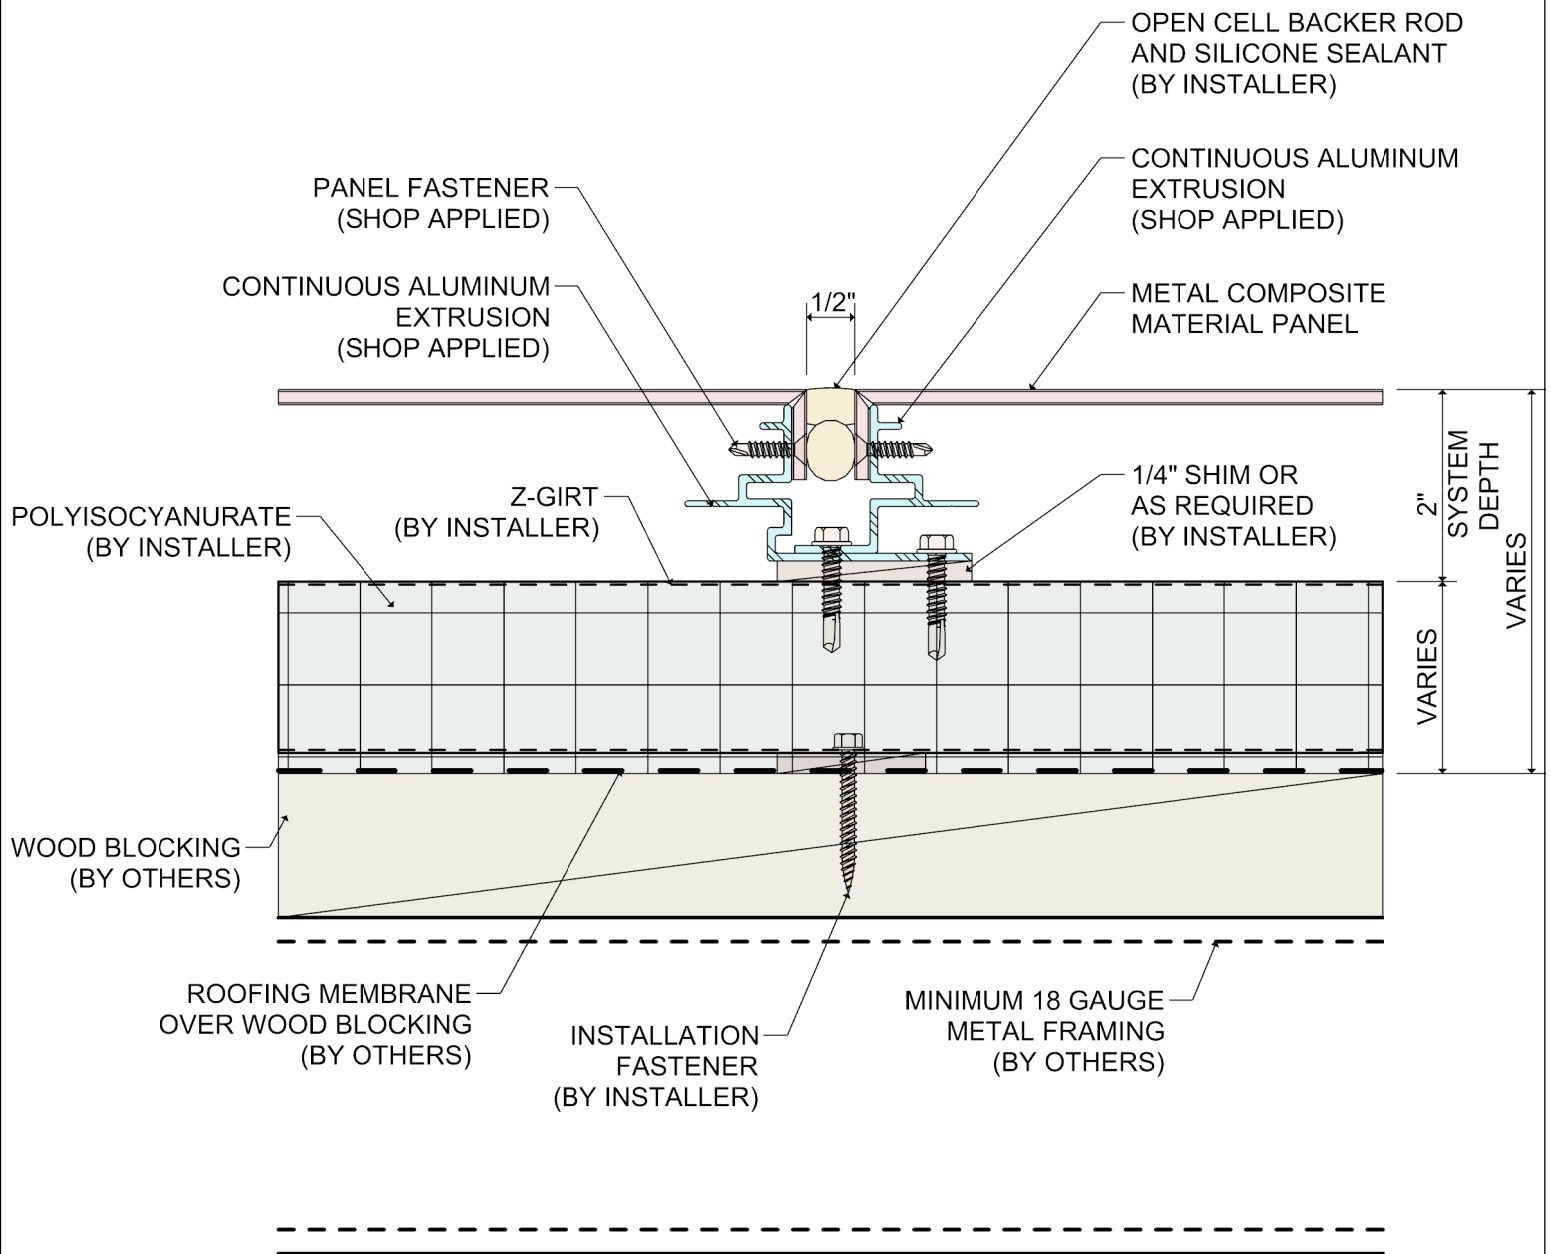 OPEN CELL BACKER ROD
AND SILICONE SEALANT
(BY INSTALLER)
CONTINUOUS ALUMINUM
EXTRUSION
(SHOP APPLIED)
PANEL FASTENER
(SHOP APPLIED)
CONTINUOUS ALUMINUM
EXTRUSION
(SHOP APPLIED)
1/2"
METAL COMPOSITE
MATERIAL PANEL
Z-GIRT
(BY INSTALLER)
POLYISOCYANURATE
(BY INSTALLER)
1/4" SHIM OR
AS REQUIRED
(BY INSTALLER)
2"
SYSTEM
DEPTH
VARIES
VARIES
WOOD BLOCKING
(BY OTHERS)
ROOFING MEMBRANE
OVER WOOD BLOCKING
(BY OTHERS)
INSTALLATION
FASTENER
(BY INSTALLER)
MINIMUM 18 GAUGE
METAL FRAMING
(BY OTHERS)